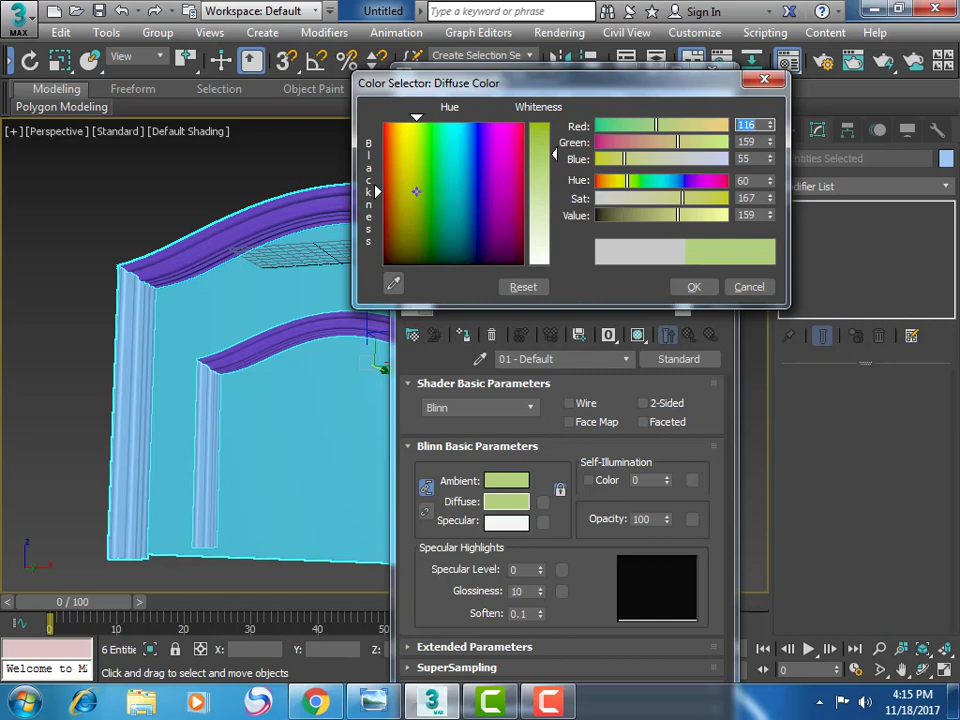 Workspace: Default
Untitled
Type a keyword or phrase
Sign In
MAX
Edit Tools Group Views Create Modifiers Animation Graph Editors Rendering Civil View Customize Scripting Content Help
View
Create Selection Se
Modeling Freeform Selection Object Paint
Polygon Modeling
[+] [Perspective] [Standard] [Default Shading]
Color Selector: Diffuse Color
Hue
Whiteness
Blackness
Red: 116
Green: 159
Blue: 55
Hue: 60
Sat: 167
Value: 159
Reset
OK
Cancel
Entities Selected
difier List
01 - Default
Standard
Shader Basic Parameters
Blinn
Wire
2-Sided
Face Map
Faceted
Blinn Basic Parameters
Self-Illumination
Ambient:
Color 0
Diffuse:
Specular:
Opacity: 100
Specular Highlights
Specular Level: 0
Glossiness: 10
Soften: 0.1
Extended Parameters
SuperSampling
z
x
0 / 100
0 10 20 30 40 50
6 Entitie
X:
Y:
Z:
0
Welcome to M
Click and drag to select and move objects
3
MAX
4:15 PM
11/18/2017